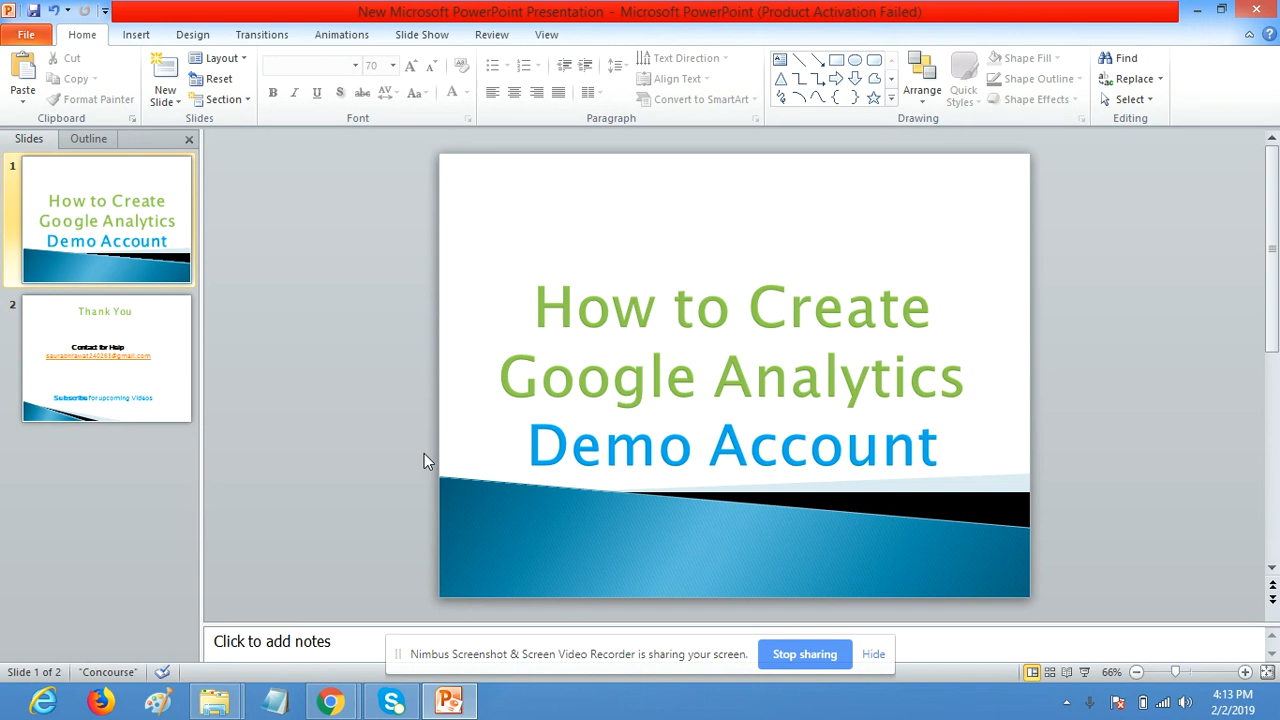 New Microsoft PowerPoint Presentation - Microsoft PowerPoint (Product Activation Failed)
File Home Insert Design Transitions Animations Slide Show Review View
Paste
Cut
Copy
Format Painter
Clipboard
New Slide
Layout
Reset
Section
Slides
70
B I U S abc AV Aa A
Font
Text Direction
Align Text
Convert to SmartArt
Paragraph
Arrange
Quick Styles
Shape Fill
Shape Outline
Shape Effects
Drawing
Find
Replace
Select
Editing
Slides Outline
1
How to Create
Google Analytics
Demo Account
2
Thank You
Contact for Help
Subscribe for upcoming Videos
How to Create
Google Analytics
Demo Account
Click to add notes
Nimbus Screenshot & Screen Video Recorder is sharing your screen. Stop sharing Hide
Slide 1 of 2 "Concourse" 66%
4:13 PM
2/2/2019